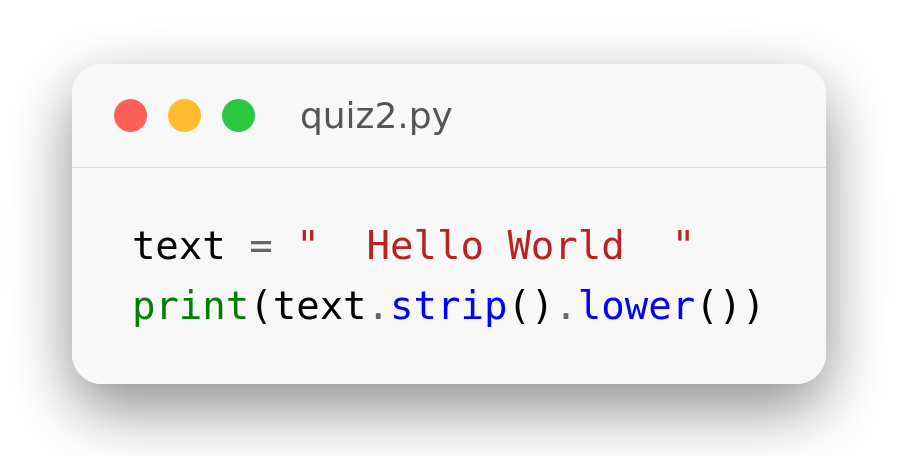 quiz2.py
text = "  Hello World  "
print(text.strip().lower())